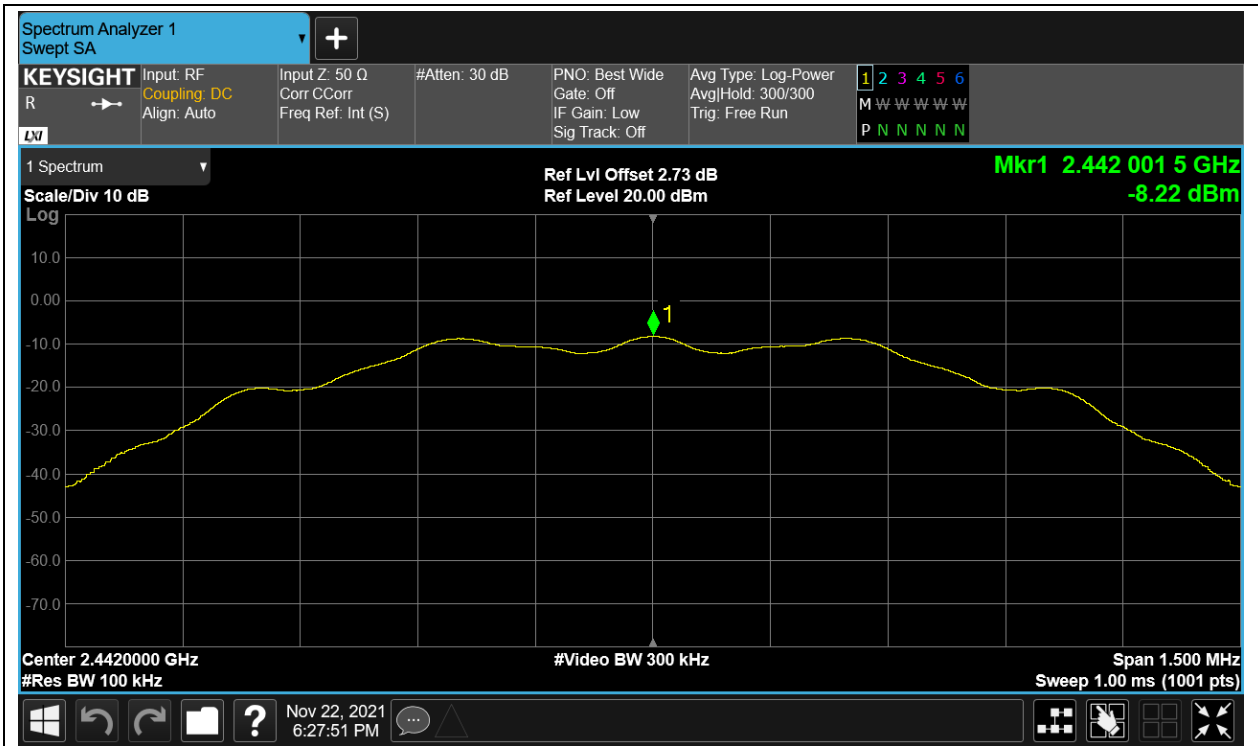 Spectrum Analyzer 1
Swept SA
KEYSIGHT
R
LXI
Input: RF
Coupling: DC
Align: Auto
Input Z: 50 Ω
Corr CCorr
Freq Ref: Int (S)
#Atten: 30 dB
PNO: Best Wide
Gate: Off
IF Gain: Low
Sig Track: Off
Avg Type: Log-Power
Avg|Hold: 300/300
Trig: Free Run
1 2 3 4 5 6
M W W W W W
P N N N N N
1 Spectrum
Scale/Div 10 dB
Log
Ref Lvl Offset 2.73 dB
Ref Level 20.00 dBm
Mkr1 2.442 001 5 GHz
-8.22 dBm
10.0
0.00
1
-10.0
-20.0
-30.0
-40.0
-50.0
-60.0
-70.0
Center 2.4420000 GHz
#Video BW 300 kHz
Span 1.500 MHz
#Res BW 100 kHz
Sweep 1.00 ms (1001 pts)
?
Nov 22, 2021
6:27:51 PM